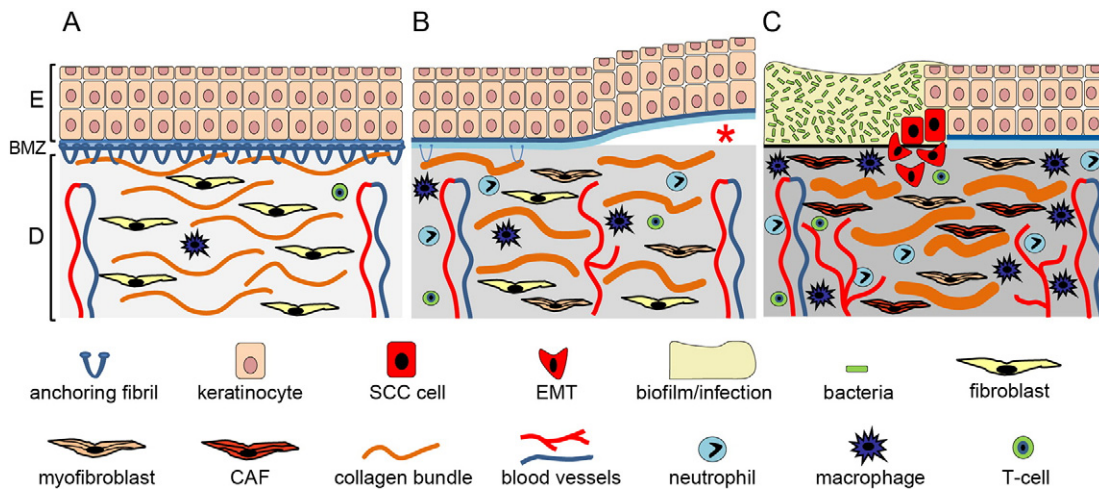 A
B
C
E
BMZ
D
*
anchoring fibril
keratinocyte
SCC cell
EMT
biofilm/infection
bacteria
fibroblast
myofibroblast
CAF
collagen bundle
blood vessels
neutrophil
macrophage
T-cell